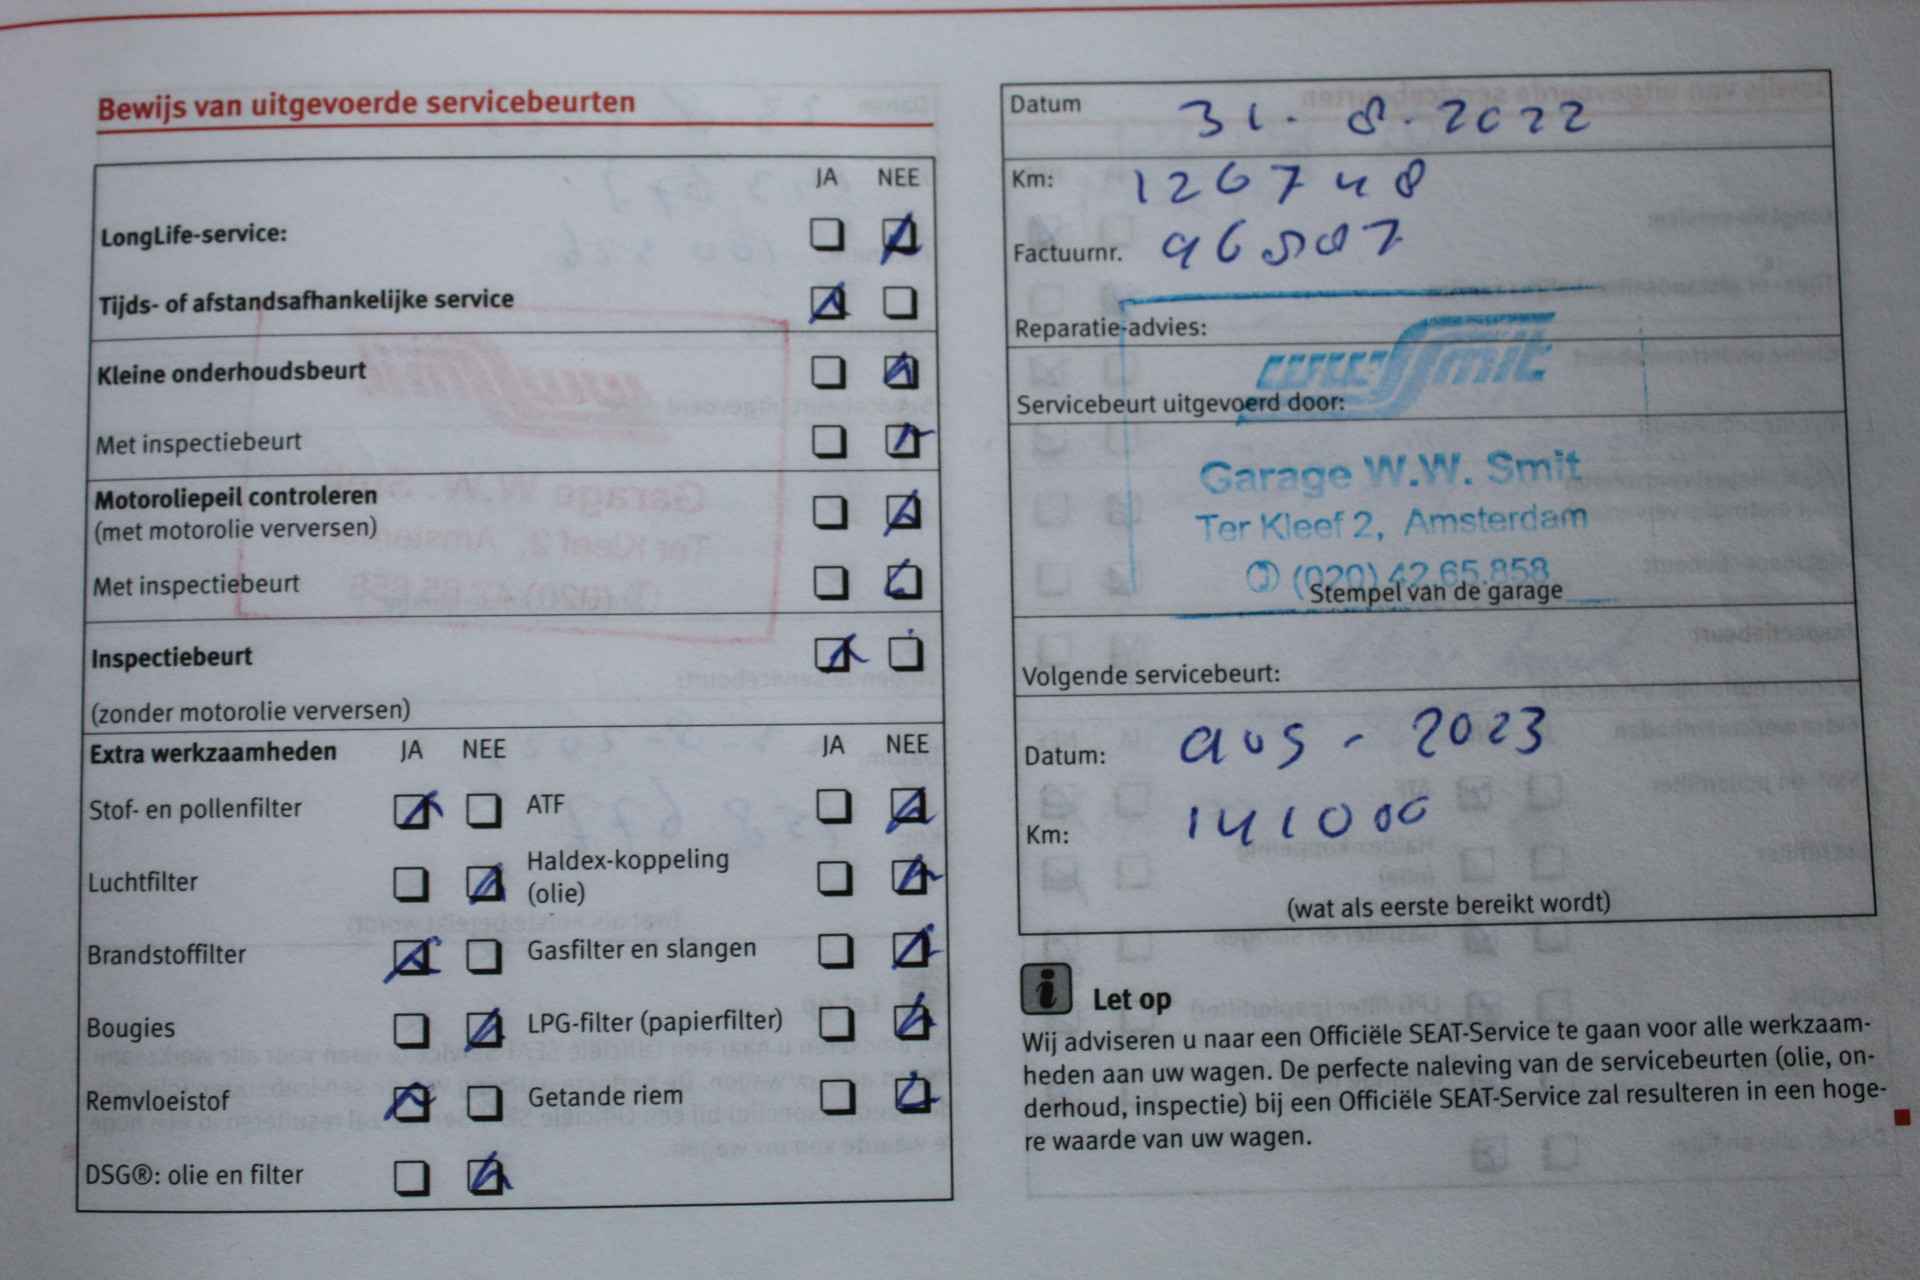 Bewijs van uitgevoerde servicebeurten
JA NEE
LongLife-service:
Tijds- of afstandsafhankelijke service
Kleine onderhoudsbeurt
Met inspectiebeurt
Motoroliepeil controleren
(met motorolie verversen)
Met inspectiebeurt
Inspectiebeurt
(zonder motorolie verversen)
Extra werkzaamheden JA NEE JA NEE
Stof- en pollenfilter ATF
Luchtfilter Haldex-koppeling
(olie)
Brandstoffilter Gasfilter en slangen
Bougies LPG-filter (papierfilter)
Remvloeistof Getande riem
DSG®: olie en filter
Datum 31-8-2022
Km: 126748
Factuurnr.
Reparatie-advies:
Smit
Servicebeurt uitgevoerd door:
Garage W.W. Smit
Ter Kleef 2, Amsterdam
(020) 42.65.858
Stempel van de garage
Volgende servicebeurt:
Datum: aug - 2023
Km: 141000
(wat als eerste bereikt wordt)
i Let op
Wij adviseren u naar een Officiële SEAT-Service te gaan voor alle werkzaam-
heden aan uw wagen. De perfecte naleving van de servicebeurten (olie, on-
derhoud, inspectie) bij een Officiële SEAT-Service zal resulteren in een hoge-
re waarde van uw wagen.